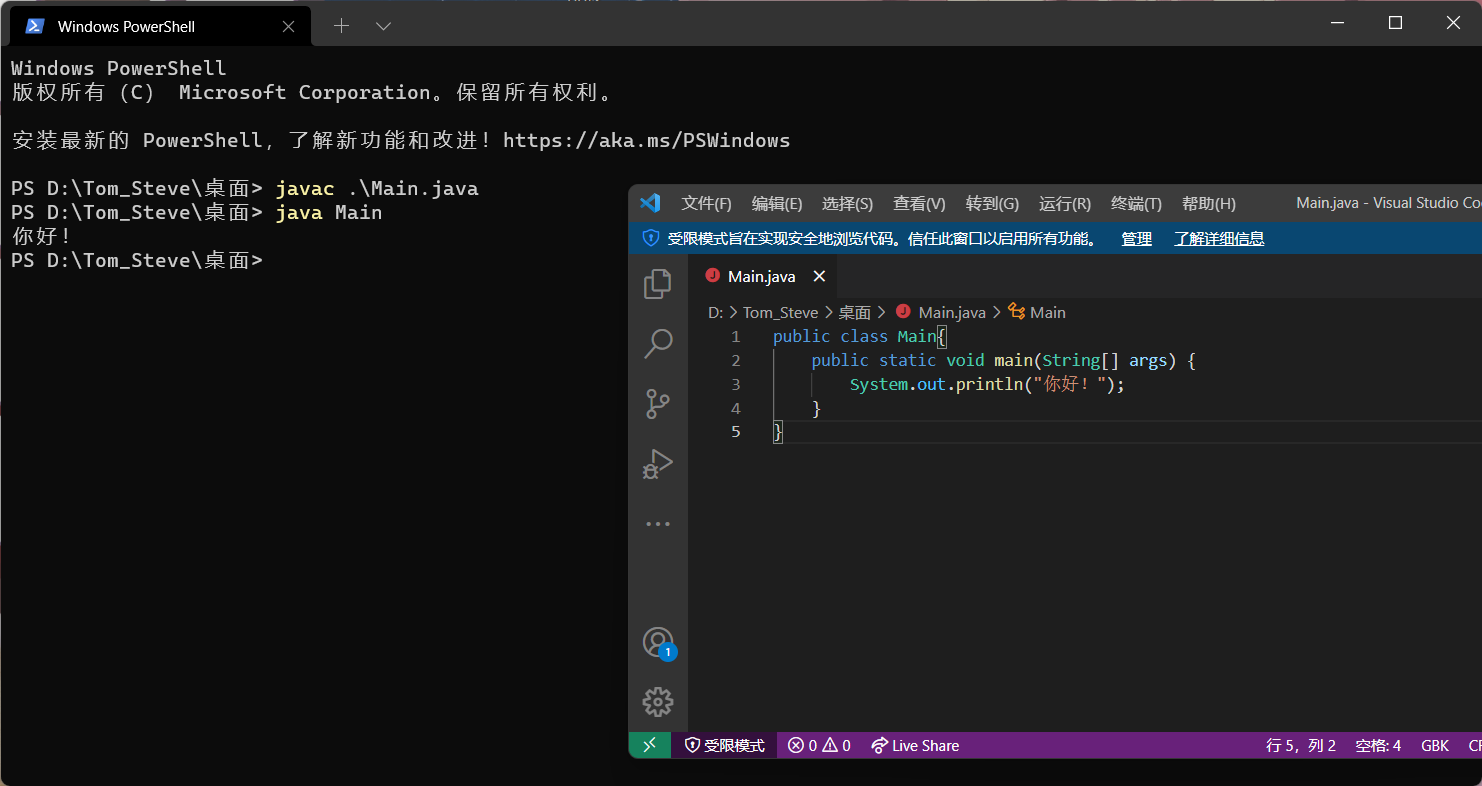 Windows PowerShell
Windows PowerShell
版权所有 (C) Microsoft Corporation。保留所有权利。
安装最新的 PowerShell，了解新功能和改进！https://aka.ms/PSWindows
PS D:\Tom_Steve\桌面> javac .\Main.java
PS D:\Tom_Steve\桌面> java Main
你好！
PS D:\Tom_Steve\桌面>
文件(F) 编辑(E) 选择(S) 查看(V) 转到(G) 运行(R) 终端(T) 帮助(H) Main.java - Visual Studio
受限模式旨在实现安全地浏览代码。信任此窗口以启用所有功能。 管理 了解详细信息
Main.java
D: > Tom_Steve > 桌面 > Main.java > Main
1 public class Main{
2 public static void main(String[] args) {
3 System.out.println("你好！");
4 }
5 }
1
受限模式 0 0 Live Share 行 5，列 2 空格: 4 GBK